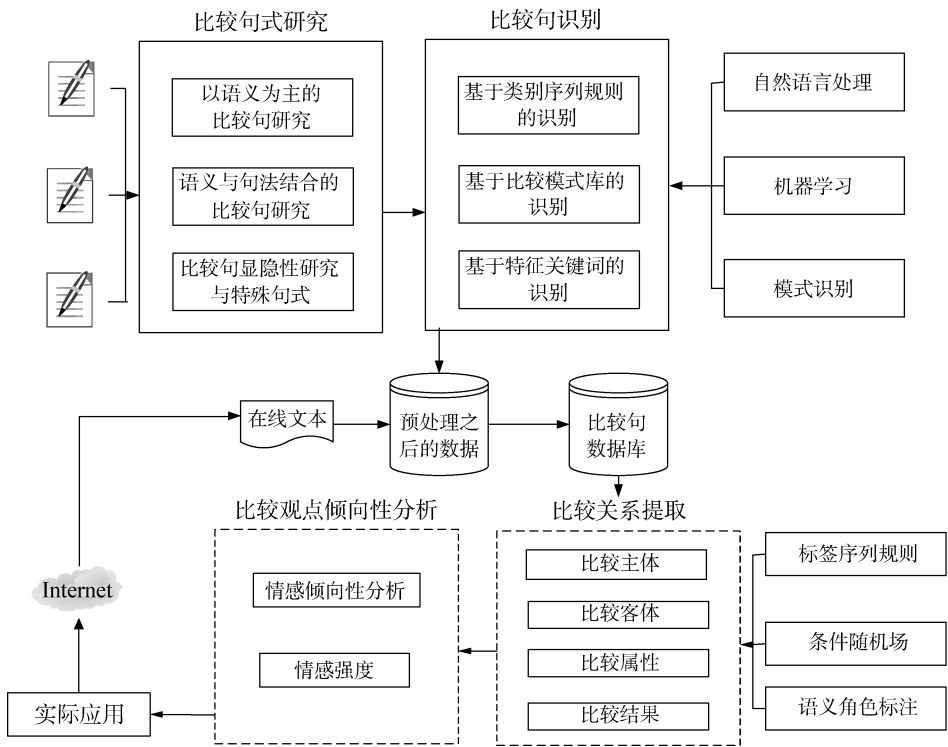 比较句式研究
以语义为主的
比较句研究
语义与句法结合的
比较句研究
比较句显隐性研究
与特殊句式
比较句识别
基于类别序列规则
的识别
基于比较模式库的
识别
基于特征关键词的
识别
自然语言处理
机器学习
模式识别
在线文本
预处理之
后的数据
比较句
数据库
比较观点倾向性分析
情感倾向性分析
情感强度
比较关系提取
比较主体
比较客体
比较属性
比较结果
标签序列规则
条件随机场
语义角色标注
Internet
实际应用